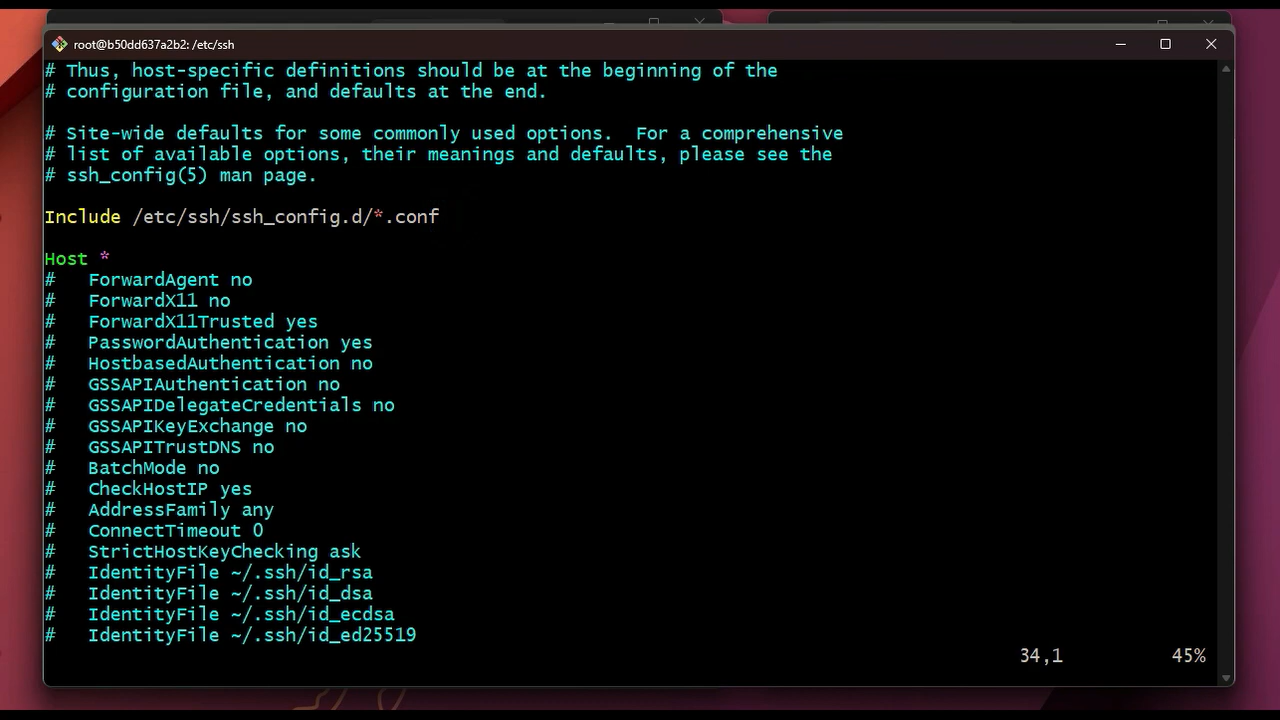 root@b50dd637a2b2: /etc/ssh
# Thus, host-specific definitions should be at the beginning of the
# configuration file, and defaults at the end.
# Site-wide defaults for some commonly used options.  For a comprehensive
# list of available options, their meanings and defaults, please see the
# ssh_config(5) man page.
Include /etc/ssh/ssh_config.d/*.conf
Host *
#   ForwardAgent no
#   ForwardX11 no
#   ForwardX11Trusted yes
#   PasswordAuthentication yes
#   HostbasedAuthentication no
#   GSSAPIAuthentication no
#   GSSAPIDelegateCredentials no
#   GSSAPIKeyExchange no
#   GSSAPITrustDNS no
#   BatchMode no
#   CheckHostIP yes
#   AddressFamily any
#   ConnectTimeout 0
#   StrictHostKeyChecking ask
#   IdentityFile ~/.ssh/id_rsa
#   IdentityFile ~/.ssh/id_dsa
#   IdentityFile ~/.ssh/id_ecdsa
#   IdentityFile ~/.ssh/id_ed25519
34,1 45%